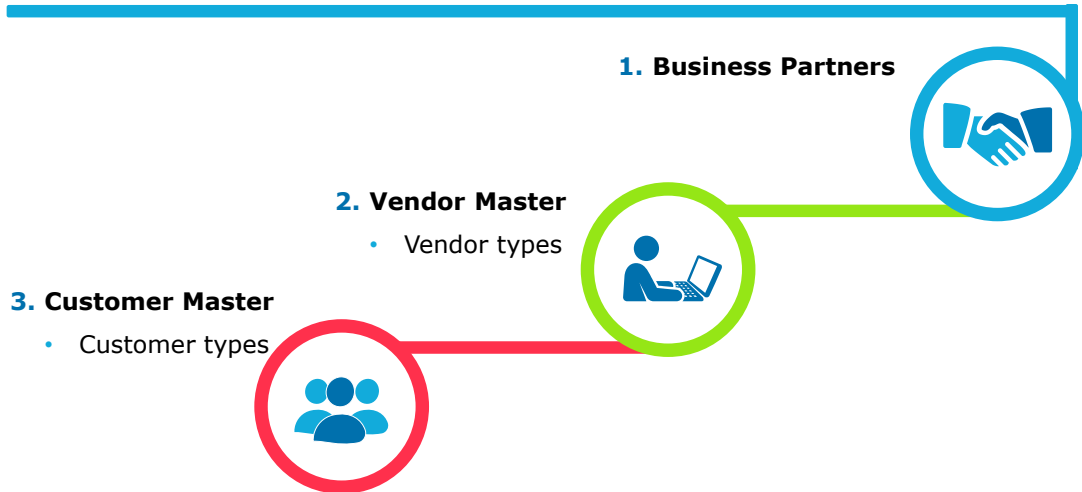 1. Business Partners
2. Vendor Master
• Vendor types
3. Customer Master
• Customer types